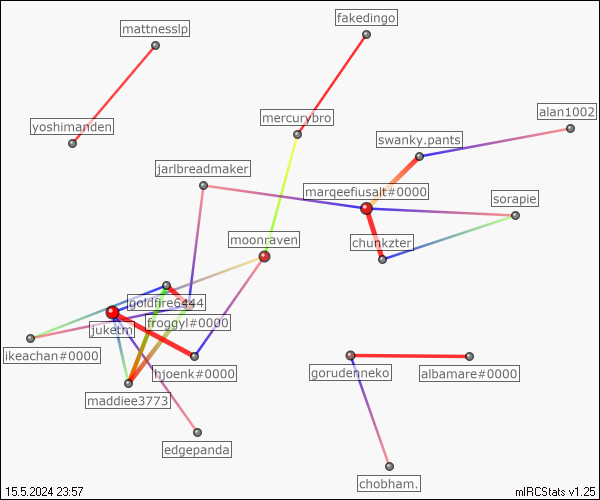 fakedingo
mattnesslp
alan1002
mercurybro
yoshimanden
swanky.pants
jarlbreadmaker
marqeefiusalt#0000
sorapie
moonraven
chunkzter
goldfire6444
froggyl#0000
juketm
ikeachan#0000
hjoenk#0000
gorudenneko
albamare#0000
maddiee3773
edgepanda
chobham.
15.5.2024 23:57
mIRCStats v1.25